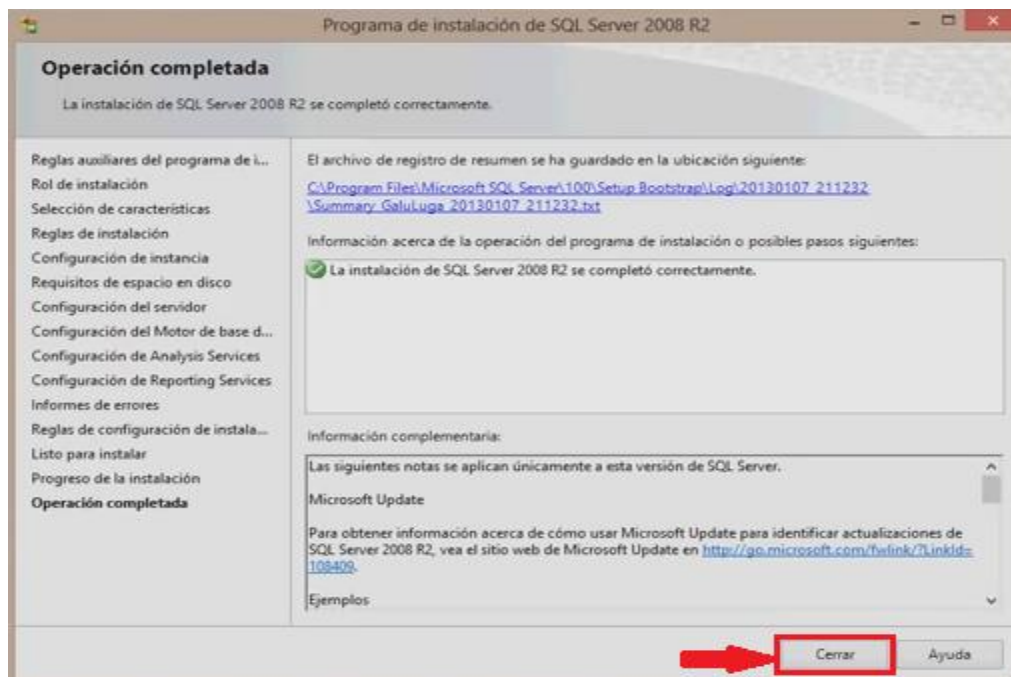 Programa de instalación de SQL Server 2008 R2
Operación completada
La instalación de SQL Server 2008 R2 se completó correctamente.
Reglas auxiliares del programa de i...
Rol de instalación
Selección de características
Reglas de instalación
Configuración de instancia
Requisitos de espacio en disco
Configuración del servidor
Configuración del Motor de base d...
Configuración de Analysis Services
Configuración de Reporting Services
Informes de errores
Reglas de configuración de instala...
Listo para instalar
Progreso de la instalación
Operación completada
El archivo de registro de resumen se ha guardado en la ubicación siguiente:
C:\Program Files\Microsoft SQL Server\100\Setup Bootstrap\Log\20130107_211232
\Summary_GaluLuga_20130107_211232.txt
Información acerca de la operación del programa de instalación o posibles pasos siguientes:
La instalación de SQL Server 2008 R2 se completó correctamente.
Información complementaria:
Las siguientes notas se aplican únicamente a esta versión de SQL Server.
Microsoft Update
Para obtener información acerca de cómo usar Microsoft Update para identificar actualizaciones de
SQL Server 2008 R2, vea el sitio web de Microsoft Update en http://go.microsoft.com/fwlink/?LinkId=
108409.
Ejemplos
Cerrar
Ayuda